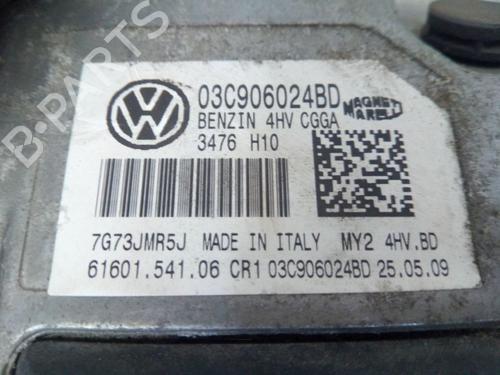 03C906024BD MAGNETI MARELLI
BENZIN 4HV CGGA
3476 H10
7G73JMR5J MADE IN ITALY MY2 4HV.BD
61601.541.06 CR1 03C906024BD 25.05.09
B-PARTS